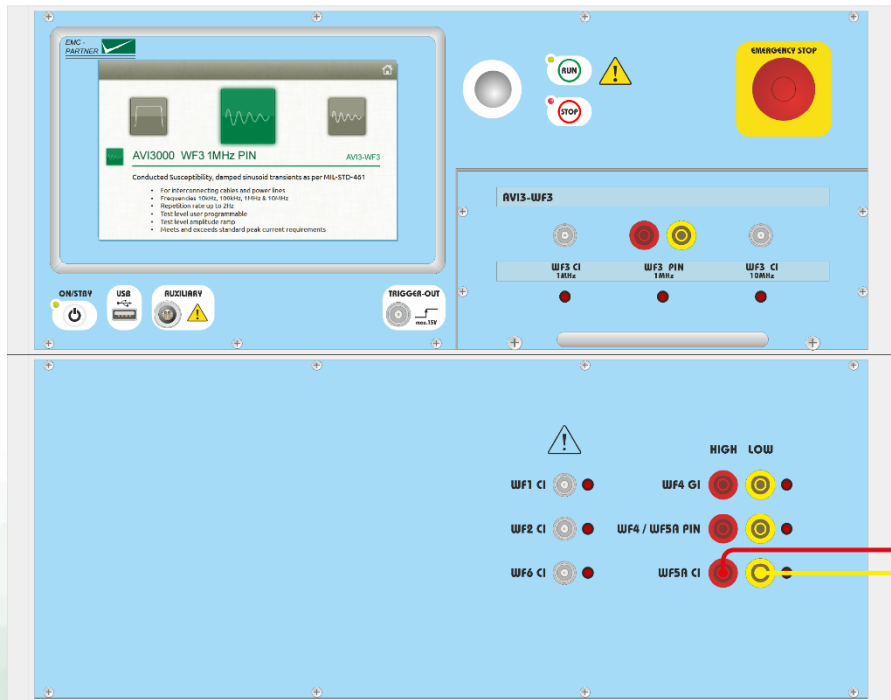 EMC -
PARTNER
AVI3000 WF3 1MHz PIN
AVI3-WF3
Conducted Susceptibility, damped sinusoid transients as per MIL-STD-461
• For interconnecting cables and power lines
• Frequencies 10kHz, 100kHz, 1MHz & 10MHz
• Repetition rate up to 2Hz
• Test level user programmable
• Test level amplitude ramp
• Meets and exceeds standard peak current requirements
ON/STBY
USB
AUXILIARY
TRIGGER-OUT
max.15V
RUN
STOP
EMERGENCY STOP
AVI3-WF3
WF3 CI
1MHz
WF3 PIN
1MHz
WF3 CI
10MHz
HIGH LOW
WF1 CI
WF4 GI
WF2 CI
WF4 / WF5A PIN
WF6 CI
WF5A CI